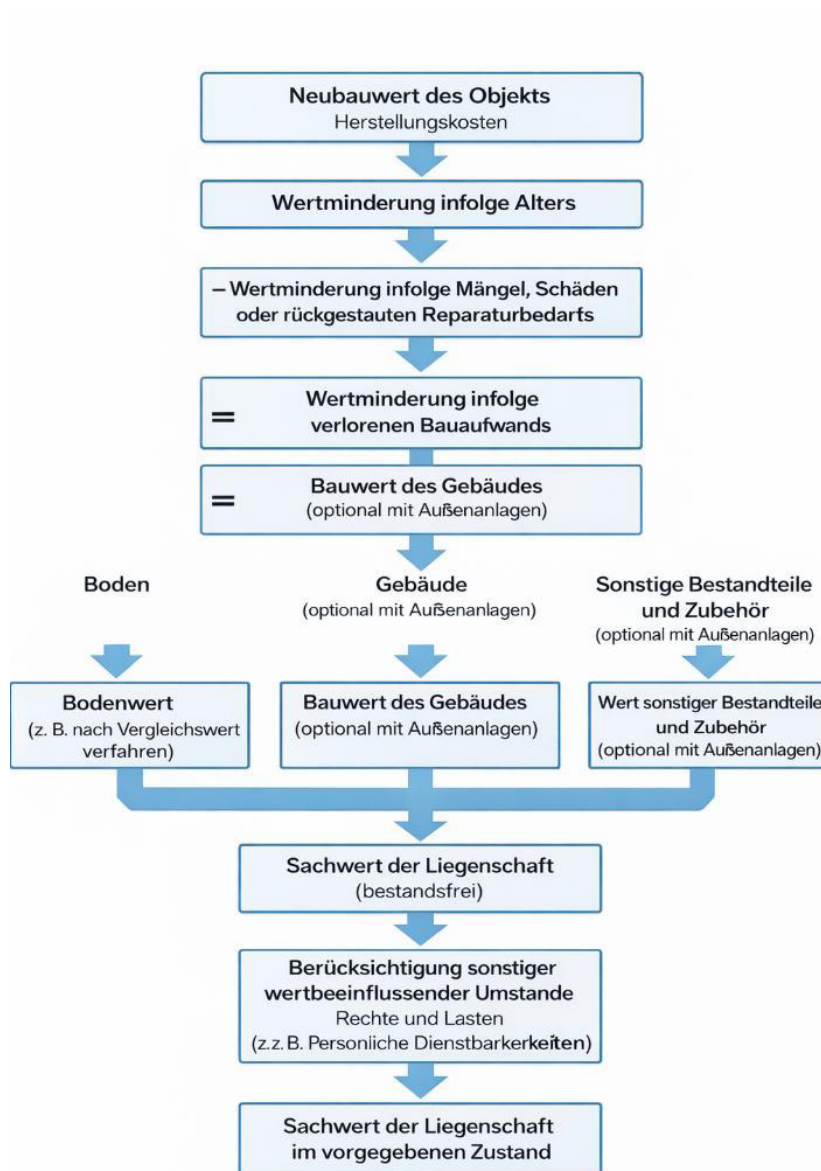 Neubauwert des Objekts
Herstellungskosten
Wertminderung infolge Alters
– Wertminderung infolge Mängel, Schäden
oder rückgestauten Reparaturbedarfs
= Wertminderung infolge
verlorenen Bauaufwands
= Bauwert des Gebäudes
(optional mit Außenanlagen)
Boden
Gebäude
(optional mit Außenanlagen)
Sonstige Bestandteile
und Zubehör
(optional mit Außenanlagen)
Bodenwert
(z. B. nach Vergleichswert
verfahren)
Bauwert des Gebäudes
(optional mit Außenanlagen)
Wert sonstiger Bestandteile
und Zubehör
(optional mit Außenanlagen)
Sachwert der Liegenschaft
(bestandsfrei)
Berücksichtigung sonstiger
wertbeeinflussender Umstande
Rechte und Lasten
(z.z. B. Personliche Dienstbarkerkeiten)
Sachwert der Liegenschaft
im vorgegebenen Zustand